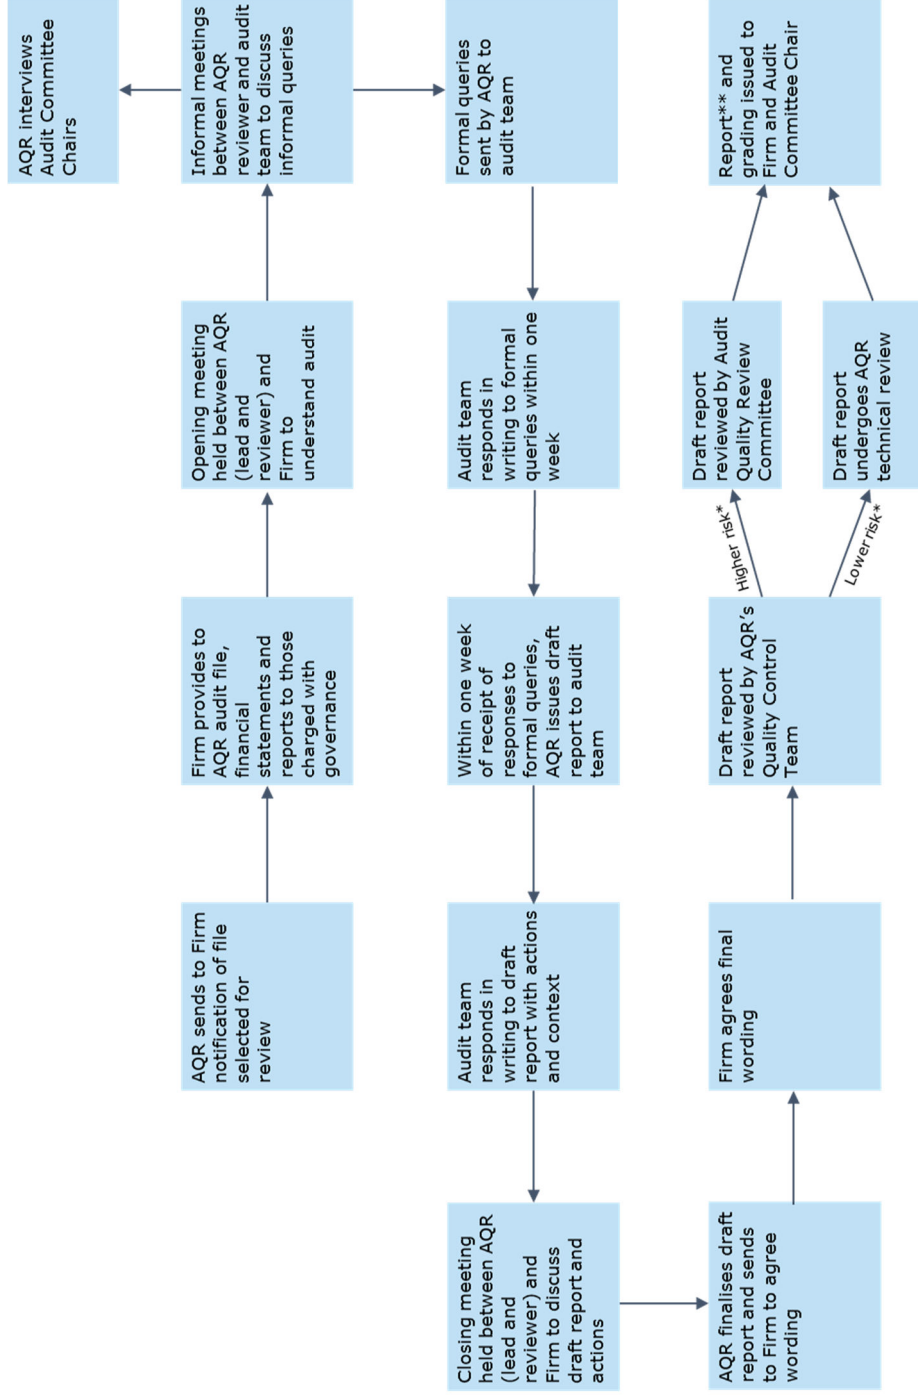 AQR sends to Firm
notification of file
selected for
review
Firm provides to
AQR audit file,
financial
statements and
reports to those
charged with
governance
Opening meeting
held between AQR
(lead and
reviewer) and
Firm to
understand audit
Informal meetings
between AQR
reviewer and audit
team to discuss
informal queries
AQR interviews
Audit Committee
Chairs
Formal queries
sent by AQR to
audit team
Audit team
responds in
writing to formal
queries within one
week
Within one week
of receipt of
responses to
formal queries,
AQR issues draft
report to audit
team
Audit team
responds in
writing to draft
report with actions
and context
Closing meeting
held between AQR
(lead and
reviewer) and
Firm to discuss
draft report and
actions
AQR finalises draft
report and sends
to Firm to agree
wording
Firm agrees final
wording
Draft report
reviewed by AQR’s
Quality Control
Team
Higher risk*
Draft report
reviewed by Audit
Quality Review
Committee
Lower risk*
Draft report
undergoes AQR
technical review
Report** and
grading issued to
Firm and Audit
Committee Chair